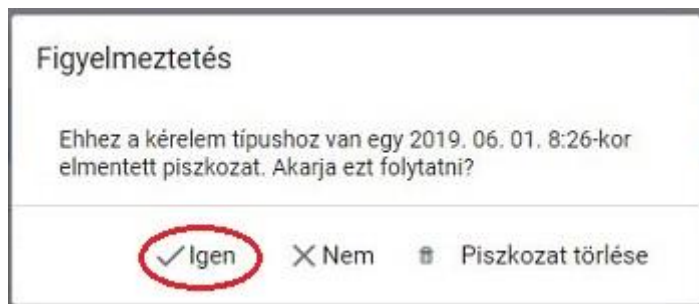 Figyelmeztetés
Ehhez a kérelem típushoz van egy 2019. 06. 01. 8:26-kor
elmentett piszkozat. Akarja ezt folytatni?
Igen Nem Piszkozat törlése